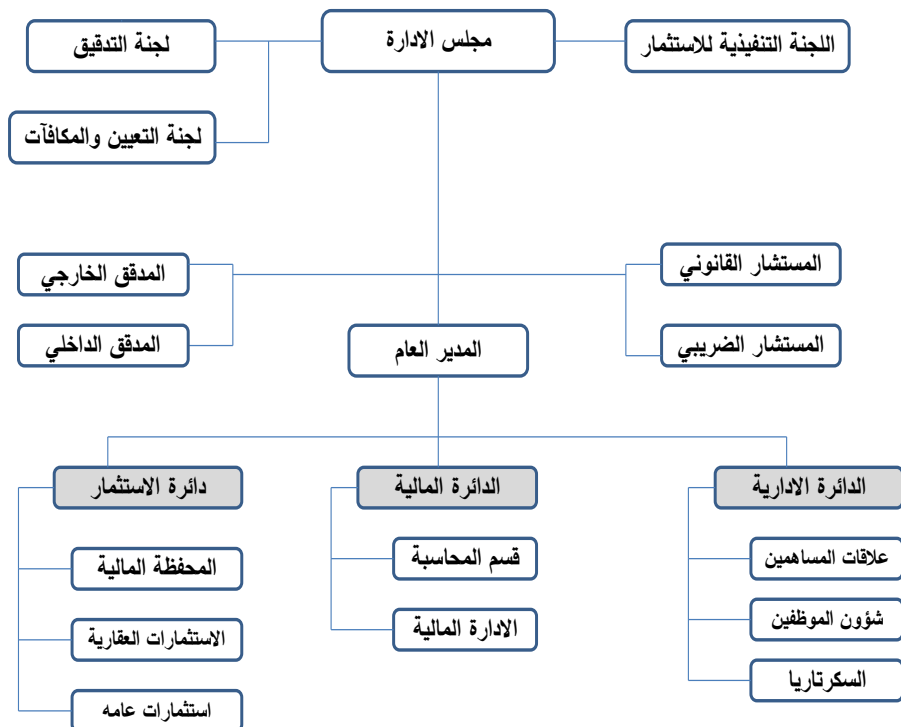 اللجنة التنفيذية للاستثمار
مجلس الادارة
لجنة التدقيق
لجنة التعيين والمكافآت
المستشار القانوني
المدقق الخارجي
المستشار الضريبي
المدير العام
المدقق الداخلي
الدائرة الادارية
الدائرة المالية
دائرة الاستثمار
علاقات المساهمين
قسم المحاسبة
المحفظة المالية
شؤون الموظفين
الادارة المالية
الاستثمارات العقارية
السكرتاريا
استثمارات عامه